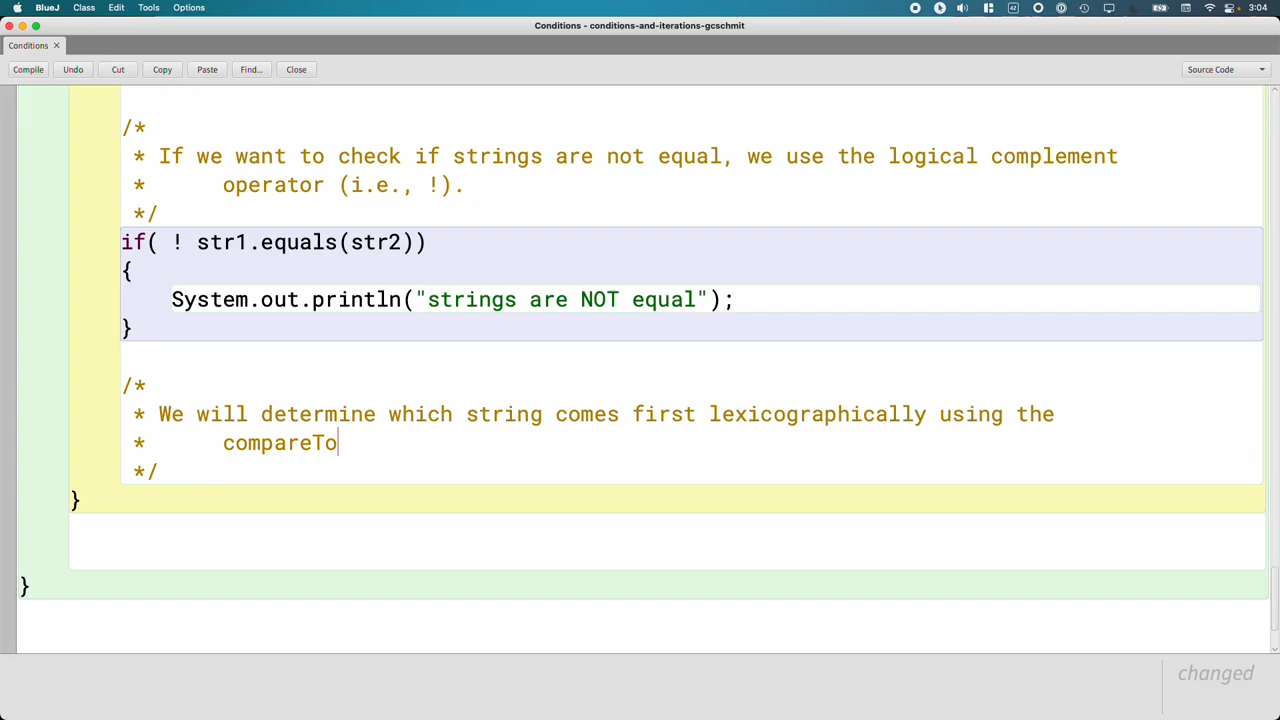 BlueJ Class Edit Tools Options 3:04
Conditions - conditions-and-iterations-gcschmit
Conditions ×
Compile Undo Cut Copy Paste Find... Close Source Code
/*
* If we want to check if strings are not equal, we use the logical complement
* operator (i.e., !).
*/
if( ! str1.equals(str2))
{
System.out.println("strings are NOT equal");
}
/*
* We will determine which string comes first lexicographically using the
* compareTo
*/
}
}
changed